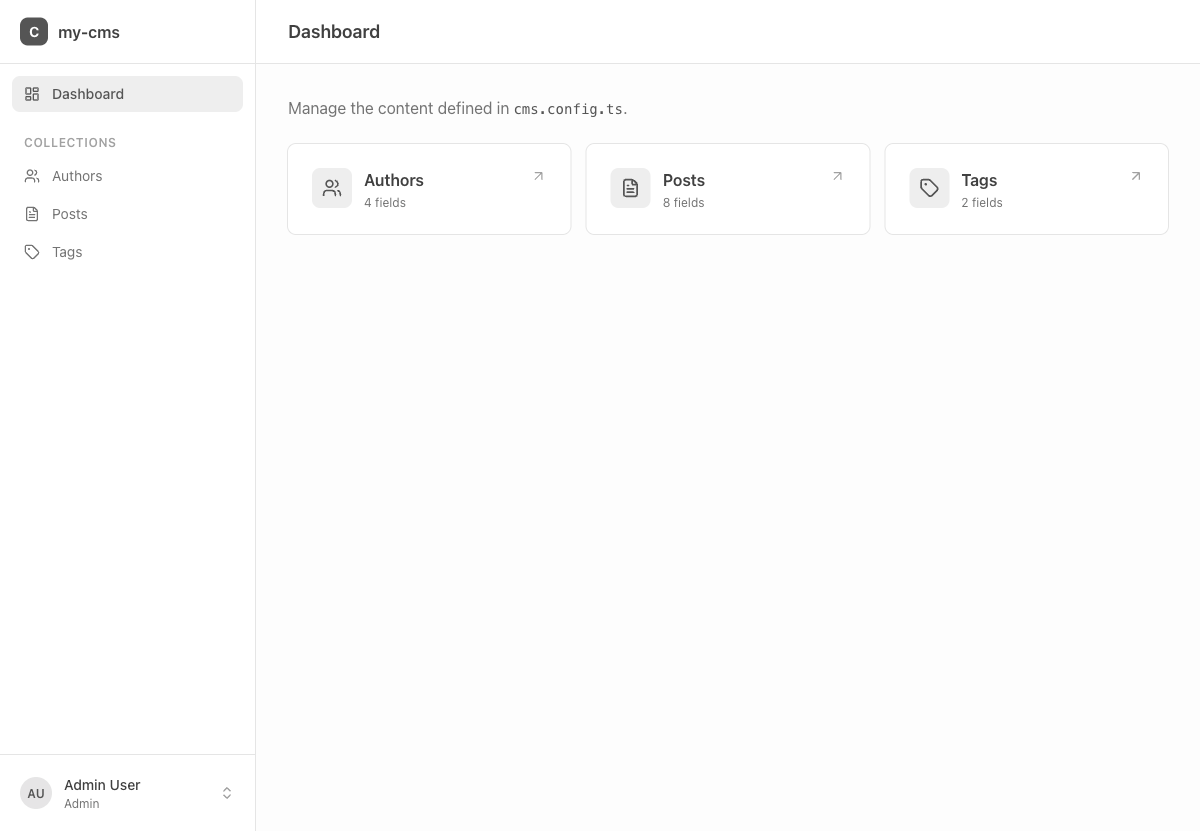 C my-cms
Dashboard
Dashboard
COLLECTIONS
Authors
Posts
Tags
Manage the content defined in cms.config.ts.
Authors
4 fields
Posts
8 fields
Tags
2 fields
AU
Admin User
Admin